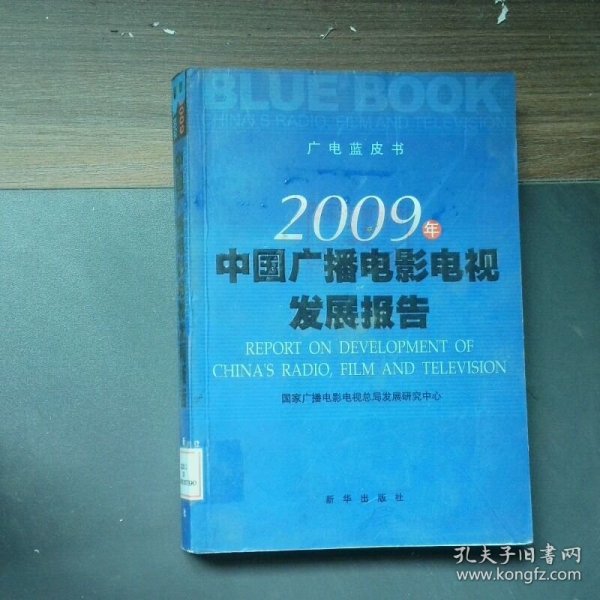 BLUE BOOK
CHINA'S RADIO, FILM AND TELEVISION
广电蓝皮书
2009年
中国广播电影电视
发展报告
REPORT ON DEVELOPMENT OF
CHINA'S RADIO, FILM AND TELEVISION
国家广播电影电视总局发展研究中心
新华出版社
孔夫子旧书网
www.kongfz.com